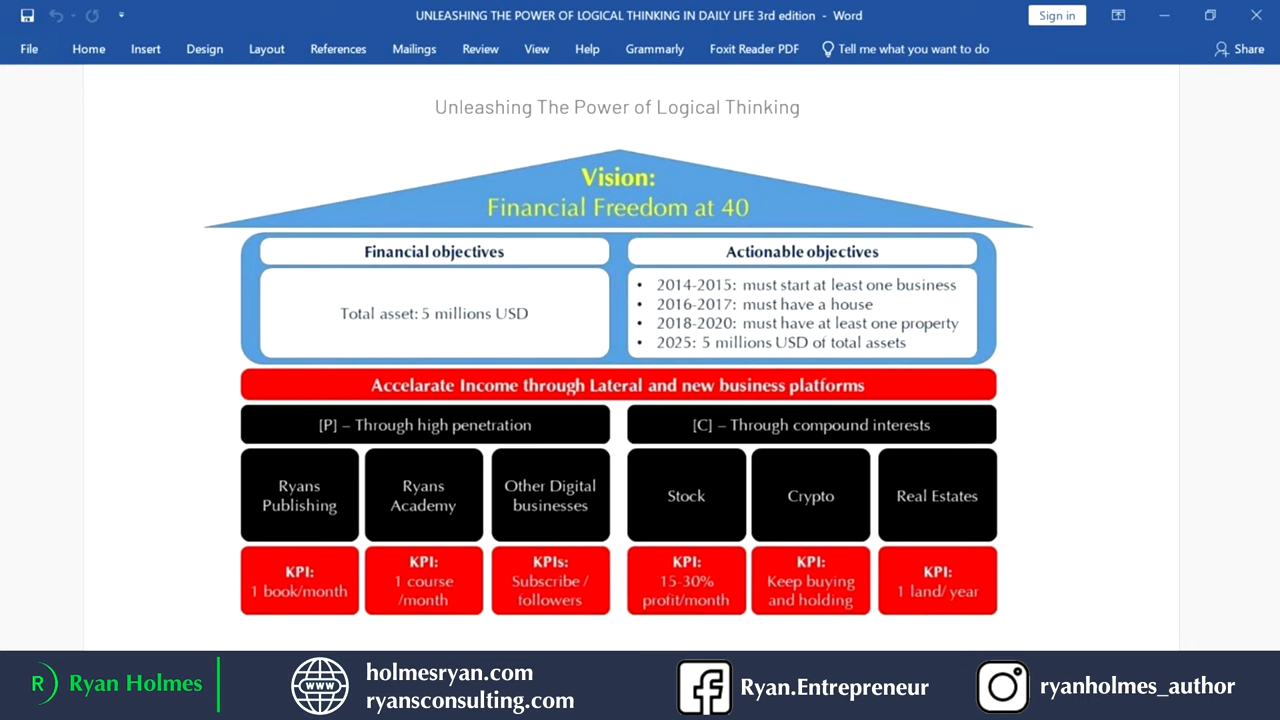 UNLEASHING THE POWER OF LOGICAL THINKING IN DAILY LIFE 3rd edition - Word
Sign in
File Home Insert Design Layout References Mailings Review View Help Grammarly Foxit Reader PDF Tell me what you want to do Share
Unleashing The Power of Logical Thinking
Vision:
Financial Freedom at 40
Financial objectives
Total asset: 5 millions USD
Actionable objectives
• 2014-2015: must start at least one business
• 2016-2017: must have a house
• 2018-2020: must have at least one property
• 2025: 5 millions USD of total assets
Accelarate Income through Lateral and new business platforms
[P] – Through high penetration
[C] – Through compound interests
Ryans
Publishing
Ryans
Academy
Other Digital
businesses
Stock
Crypto
Real Estates
KPI:
1 book/month
KPI:
1 course
/month
KPIs:
Subscribe /
followers
KPI:
15-30%
profit/month
KPI:
Keep buying
and holding
KPI:
1 land/ year
R) Ryan Holmes
www
holmesryan.com
ryansconsulting.com
Ryan.Entrepreneur
ryanholmes_author